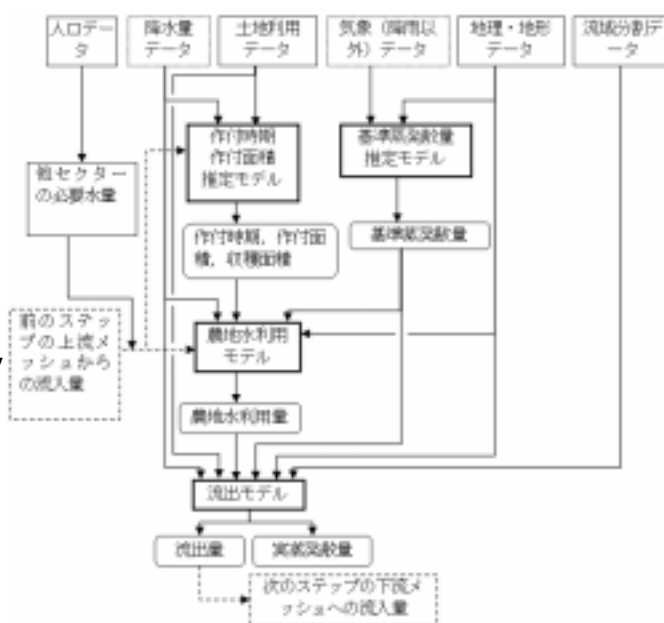 人口デー
タ
降水量
データ
土地利用
データ
気象（降雨以
外）データ
地理・地形
データ
流域分割デ
ータ
作付時期
作付面積
推定モデル
基準蒸発散量
推定モデル
他セクター
の必要水量
作付時期，作付面
積，収穫面積
基準蒸発散量
前のステッ
プの上流メ
ッシュから
の流入量
農地水利用
モデル
農地水利用量
流出モデル
流出量
実蒸発散量
次のステップの下流メ
ッシュへの流入量